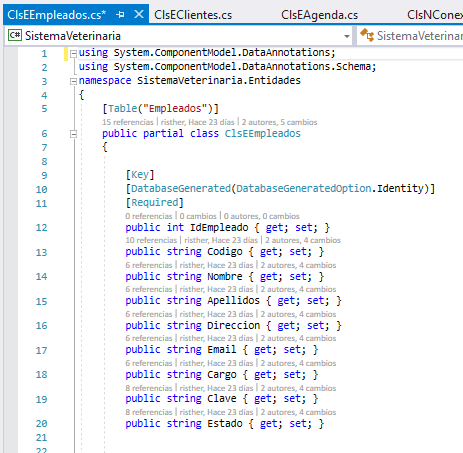 ClsEEmpleados.cs* ClsEClientes.cs ClsEAgenda.cs ClsNConex
C# SistemaVeterinaria SistemaVeterinar
1 using System.ComponentModel.DataAnnotations;
2 using System.ComponentModel.DataAnnotations.Schema;
3 namespace SistemaVeterinaria.Entidades
4 {
5 [Table("Empleados")]
15 referencias | risther, Hace 23 días | 2 autores, 5 cambios
6 public partial class ClsEEmpleados
7 {
8
9 [Key]
10 [DatabaseGenerated(DatabaseGeneratedOption.Identity)]
11 [Required]
0 referencias | 0 cambios | 0 autores, 0 cambios
12 public int IdEmpleado { get; set; }
10 referencias | risther, Hace 23 días | 2 autores, 4 cambios
13 public string Codigo { get; set; }
6 referencias | risther, Hace 23 días | 2 autores, 4 cambios
14 public string Nombre { get; set; }
6 referencias | risther, Hace 23 días | 2 autores, 4 cambios
15 public string Apellidos { get; set; }
6 referencias | risther, Hace 23 días | 2 autores, 4 cambios
16 public string Direccion { get; set; }
6 referencias | risther, Hace 23 días | 2 autores, 4 cambios
17 public string Email { get; set; }
6 referencias | risther, Hace 23 días | 2 autores, 4 cambios
18 public string Cargo { get; set; }
8 referencias | risther, Hace 23 días | 2 autores, 4 cambios
19 public string Clave { get; set; }
8 referencias | risther, Hace 23 días | 2 autores, 4 cambios
20 public string Estado { get; set; }
21
22